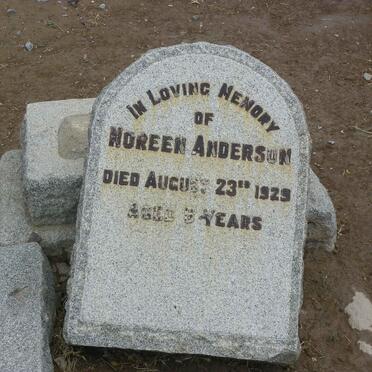 IN LOVING MEMORY
OF
NOREEN ANDERSON
DIED AUGUST 23RD 1929
AGED YEARS